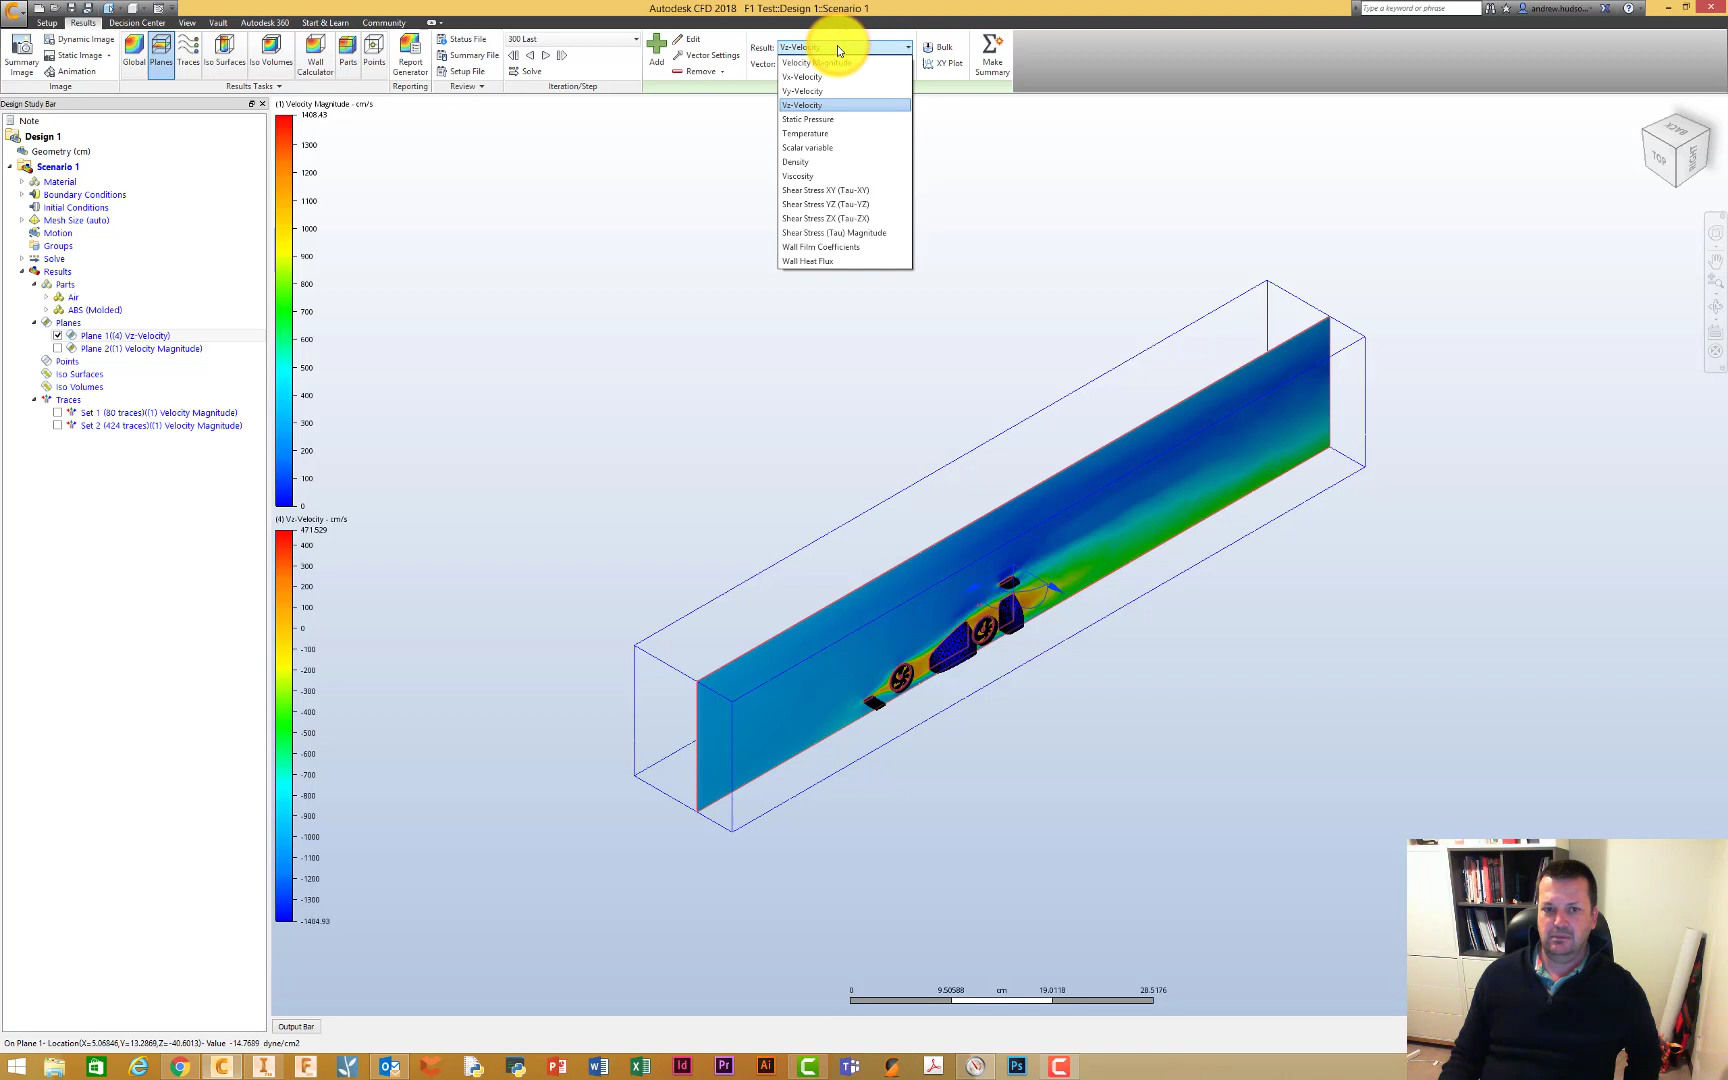 Autodesk CFD 2018   F1 Test::Design 1::Scenario 1
Type a keyword or phrase
andrew.hudso...
Setup
Results
Decision Center
View
Vault
Autodesk 360
Start & Learn
Community
Summary Image
Dynamic Image
Static Image
Animation
Image
Global
Planes
Traces
Iso Surfaces
Iso Volumes
Wall Calculator
Parts
Points
Results Tasks
Report Generator
Reporting
Status File
Summary File
Setup File
Review
300 Last
Solve
Iteration/Step
Add
Edit
Vector Settings
Remove
Result:
Vz-Velocity
Vector:
Bulk
XY Plot
Make Summary
Velocity Magnitude
Vx-Velocity
Vy-Velocity
Vz-Velocity
Static Pressure
Temperature
Scalar variable
Density
Viscosity
Shear Stress XY (Tau-XY)
Shear Stress YZ (Tau-YZ)
Shear Stress ZX (Tau-ZX)
Shear Stress (Tau) Magnitude
Wall Film Coefficients
Wall Heat Flux
Design Study Bar
Note
Design 1
Geometry (cm)
Scenario 1
Material
Boundary Conditions
Initial Conditions
Mesh Size (auto)
Motion
Groups
Solve
Results
Parts
Air
ABS (Molded)
Planes
Plane 1((4) Vz-Velocity)
Plane 2((1) Velocity Magnitude)
Points
Iso Surfaces
Iso Volumes
Traces
Set 1 (80 traces)((1) Velocity Magnitude)
Set 2 (424 traces)((1) Velocity Magnitude)
(1) Velocity Magnitude - cm/s
1408.43
1300
1200
1100
1000
900
800
700
600
500
400
300
200
100
0
(4) Vz-Velocity - cm/s
471.529
400
300
200
100
0
-100
-200
-300
-400
-500
-600
-700
-800
-900
-1000
-1100
-1200
-1300
-1404.93
BACK
TOP
RIGHT
0
9.50588
cm
19.0118
28.5176
Output Bar
On Plane 1- Location(X=5.06846,Y=13.2869,Z=-40.6013)- Value -14.7689 dyne/cm2